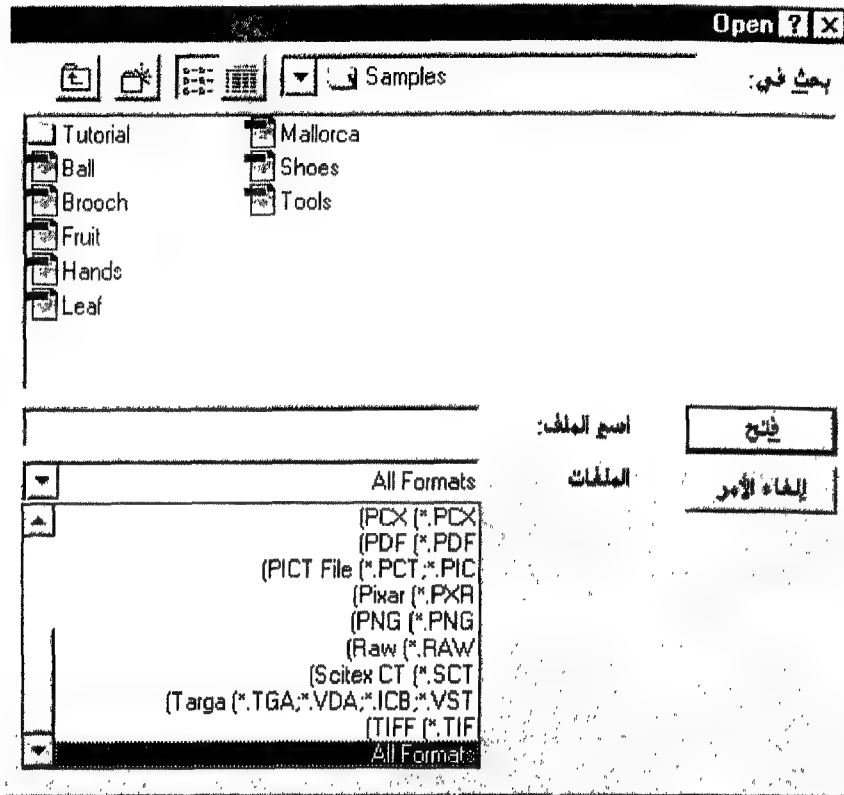 Open
بحث في:
Samples
Tutorial
Ball
Brooch
Fruit
Hands
Leaf
Mallorca
Shoes
Tools
اسم الملف:
فتح
الملفات
All Formats
إلغاء الأمر
(PCX (*.PCX
(PDF (*.PDF
(PICT File (*.PCT;*.PIC
(Pixar (*.PXR
(PNG (*.PNG
(Raw (*.RAW
(Scitex CT (*.SCT
(Targa (*.TGA;*.VDA;*.ICB;*.VST
(TIFF (*.TIF
All Formats